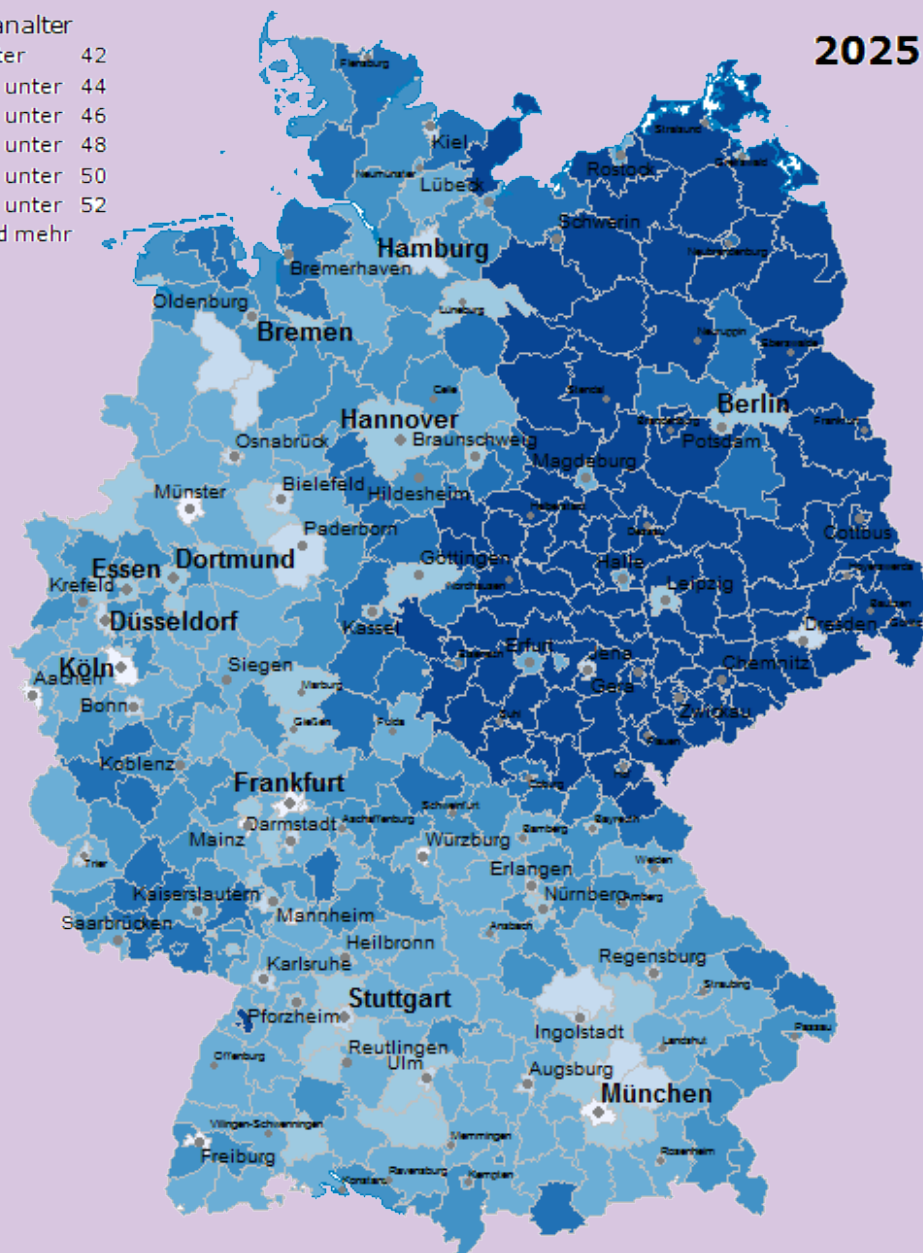 analter
ter 42
unter 44
unter 46
unter 48
unter 50
unter 52
d mehr
2025
Flensburg
Kiel
Neumünster
Lübeck
Stralsund
Greifswald
Rostock
Schwerin
Neubrandenburg
Hamburg
Bremerhaven
Oldenburg
Lüneburg
Bremen
Neuruppin
Eberswalde
Celle
Stendal
Berlin
Hannover
Braunschweig
Brandenburg
Potsdam
Frankfurt
Osnabrück
Magdeburg
Münster
Bielefeld
Hildesheim
Halberstadt
Paderborn
Dessau
Cottbus
Essen
Dortmund
Göttingen
Nordhausen
Halle
Hoyerswerda
Krefeld
Leipzig
Bautzen
Düsseldorf
Kassel
Dresden
Köln
Aachen
Siegen
Eisenach
Erfurt
Jena
Gera
Chemnitz
Bonn
Marburg
Zwickau
Gießen
Fulda
Suhl
Plauen
Koblenz
Frankfurt
Coburg
Hof
Mainz
Darmstadt
Aschaffenburg
Schweinfurt
Bamberg
Bayreuth
Trier
Würzburg
Erlangen
Weiden
Kaiserslautern
Nürnberg
Amberg
Saarbrücken
Mannheim
Ansbach
Heilbronn
Karlsruhe
Regensburg
Straubing
Stuttgart
Pforzheim
Ingolstadt
Passau
Offenburg
Reutlingen
Ulm
Landshut
Augsburg
München
Villingen-Schwenningen
Memmingen
Freiburg
Rosenheim
Konstanz
Ravensburg
Kempten